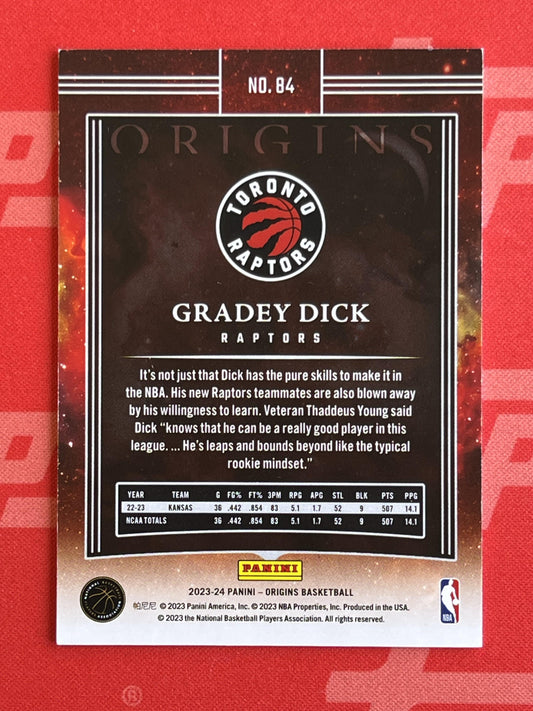 NO. 84
ORIGINS
TORONTO
RAPTORS
GRADEY DICK
RAPTORS
It's not just that Dick has the pure skills to make it in
the NBA. His new Raptors teammates are also blown away
by his willingness to learn. Veteran Thaddeus Young said
Dick “knows that he can be a really good player in this
league. ... He's leaps and bounds beyond like the typical
rookie mindset.”
YEAR TEAM G FG% FT% 3PM RPG APG STL BLK PTS PPG
22-23 KANSAS 36 .442 .854 83 5.1 1.7 52 9 507 14.1
NCAA TOTALS 36 .442 .854 83 5.1 1.7 52 9 507 14.1
PANINI
2023-24 PANINI – ORIGINS BASKETBALL
帕尼尼 © 2023 Panini America, Inc. © 2023 NBA Properties, Inc. Produced in the USA.
© 2023 the National Basketball Players Association. All rights reserved.
NATIONAL BASKETBALL
PLAYERS ASSOCIATION
NBA
®